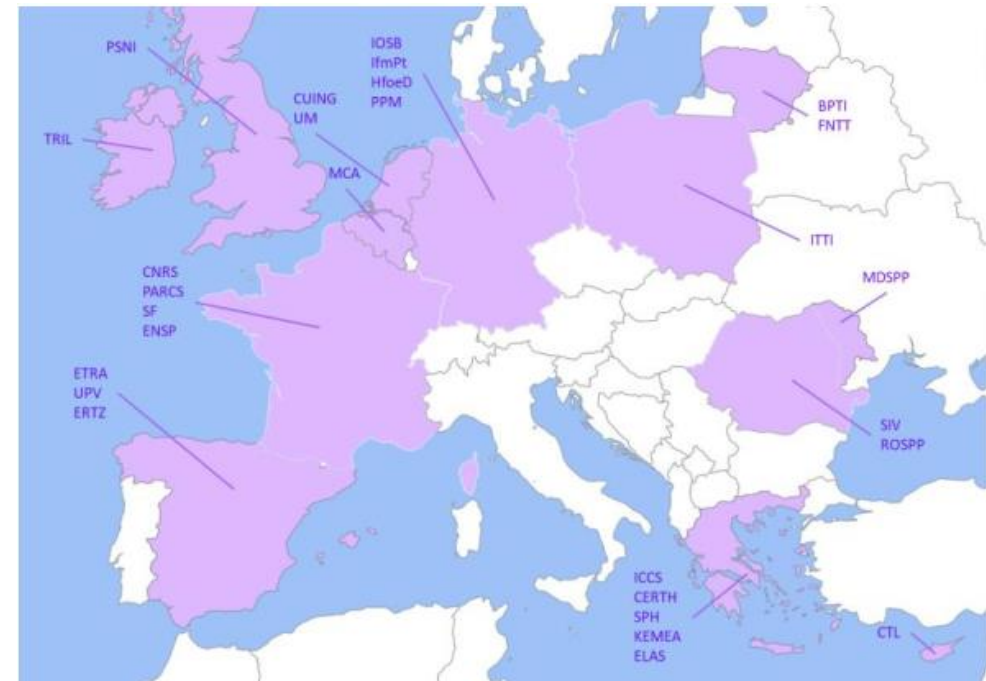 PSNI
IOSB
IfmPt
HfoeD
PPM
CUING
UM
BPTI
FNTT
TRIL
MCA
ITTI
CNRS
PARCS
SF
ENSP
MDSPP
ETRA
UPV
ERTZ
SIV
ROSPP
ICCS
CERTH
SPH
KEMEA
ELAS
CTL